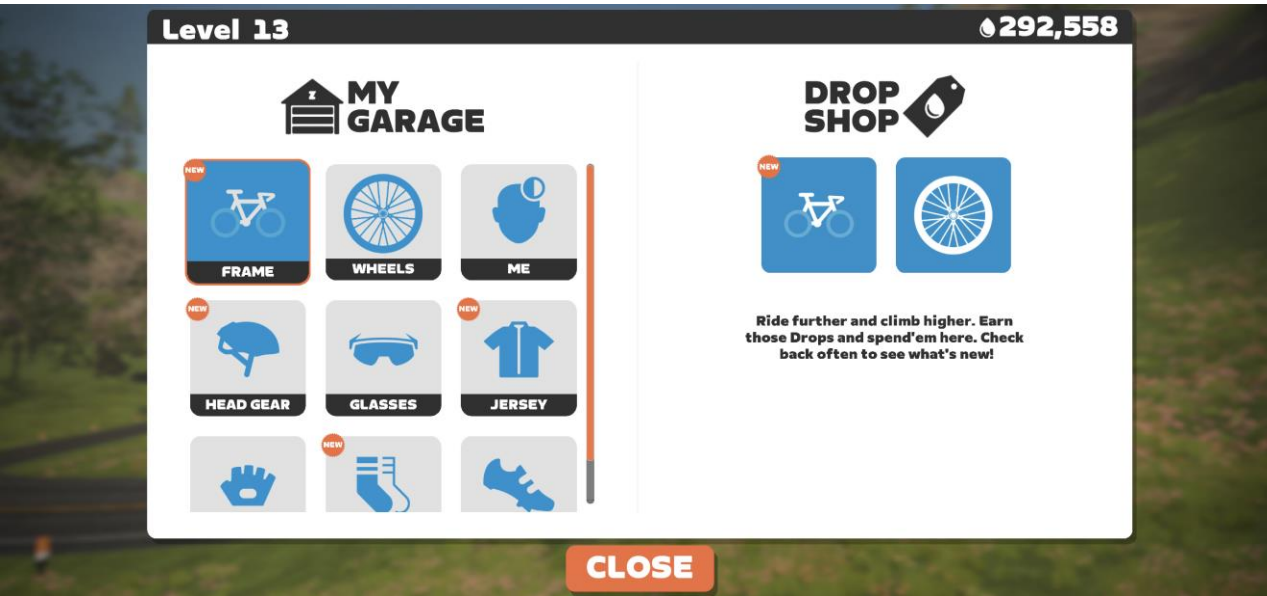 Level 13
292,558
MY
GARAGE
NEW
FRAME
WHEELS
ME
NEW
HEAD GEAR
GLASSES
NEW
JERSEY
NEW
DROP
SHOP
NEW
Ride further and climb higher. Earn
those Drops and spend'em here. Check
back often to see what's new!
CLOSE